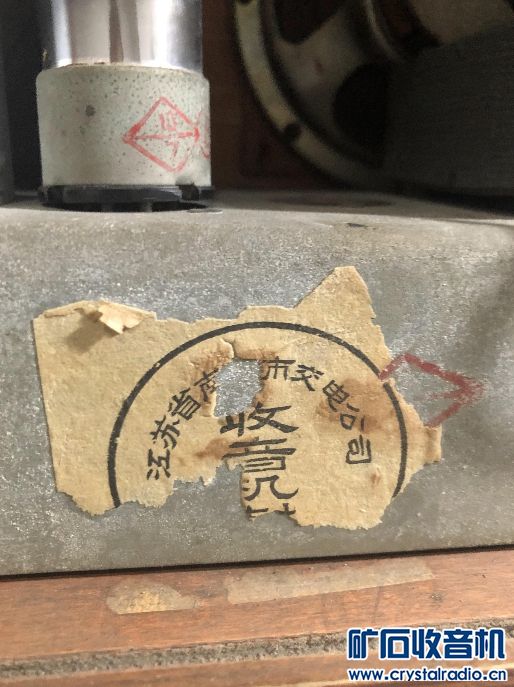 江苏省南 市交电公司
收音机
矿石收音机
www.crystalradio.cn